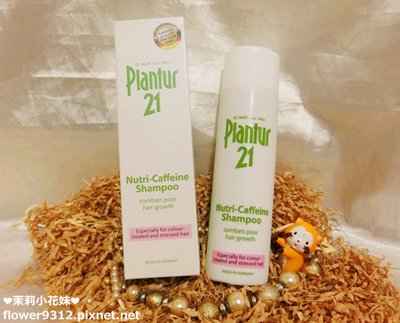 Plantur
21
Nutri-Caffeine
Shampoo
combats poor
hair growth
Especially for colour-
treated and stressed hair
MADE IN GERMANY
Plantur
21
Nutri-Caffeine
Shampoo
combats poor
hair growth
Especially for colour-
treated and stressed hair
MADE IN GERMANY
❤茉莉小花妹❤
flower9312.pixnet.net